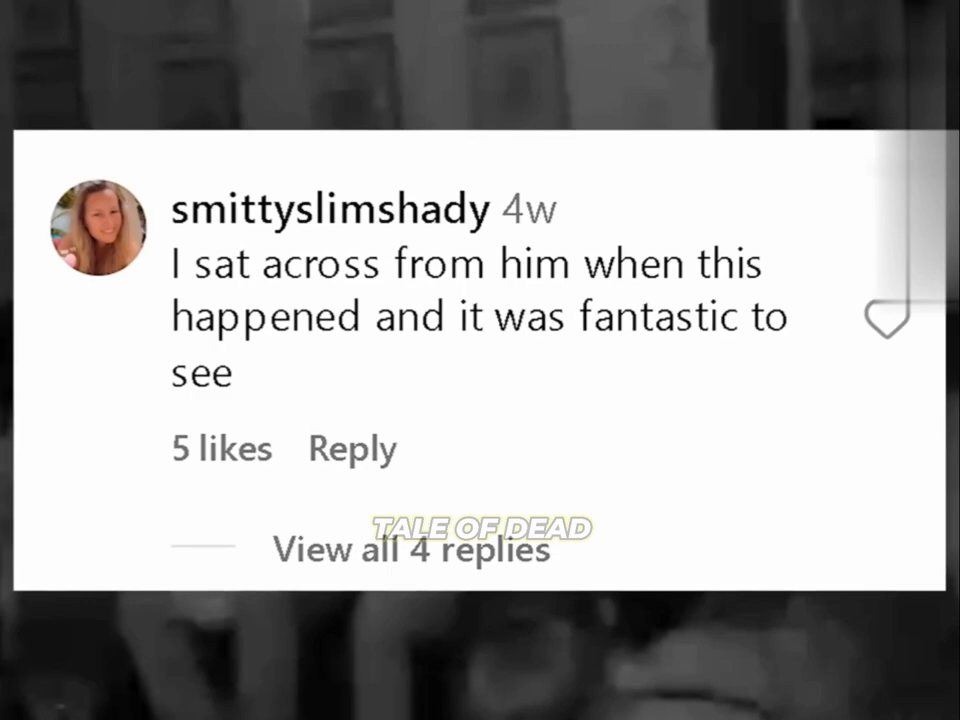 smittyslimshady 4w
I sat across from him when this
happened and it was fantastic to
see
5 likes Reply
TALE OF DEAD
View all 4 replies